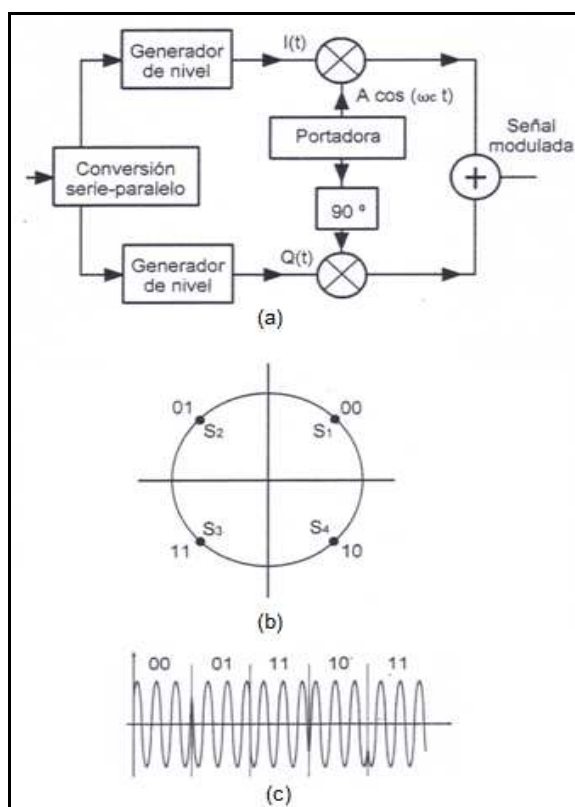 Generador
de nivel
I(t)
A cos (ωc t)
Portadora
Señal
modulada
Conversión
serie-paralelo
+
90 º
Generador
de nivel
Q(t)
(a)
01
00
S2
S1
S3
S4
11
10
(b)
00 01 11 10 11
(c)